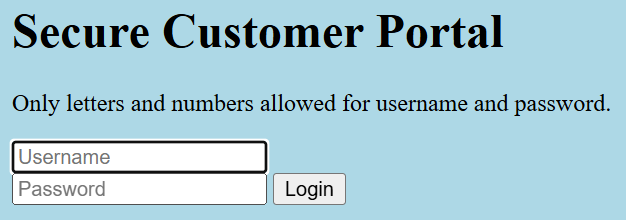 Secure Customer Portal
Only letters and numbers allowed for username and password.
Username
Password Login